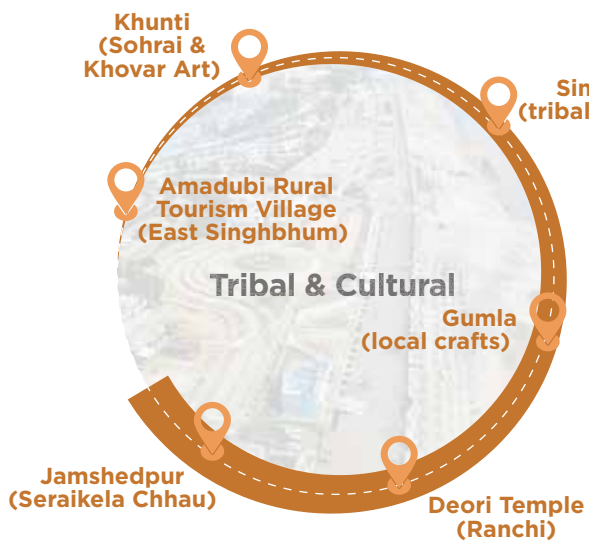 Khunti
(Sohrai &
Khovar Art)
Amadubi Rural
Tourism Village
(East Singhbhum)
Tribal & Cultural
Gumla
(local crafts)
Jamshedpur
(Seraikela Chhau)
Deori Temple
(Ranchi)